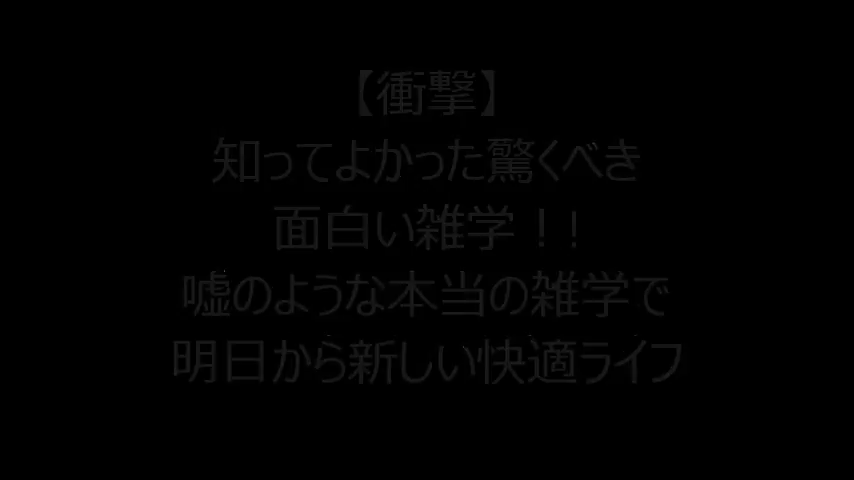 【衝撃】
知ってよかった驚くべき
面白い雑学！！
嘘のような本当の雑学で
明日から新しい快適ライフ